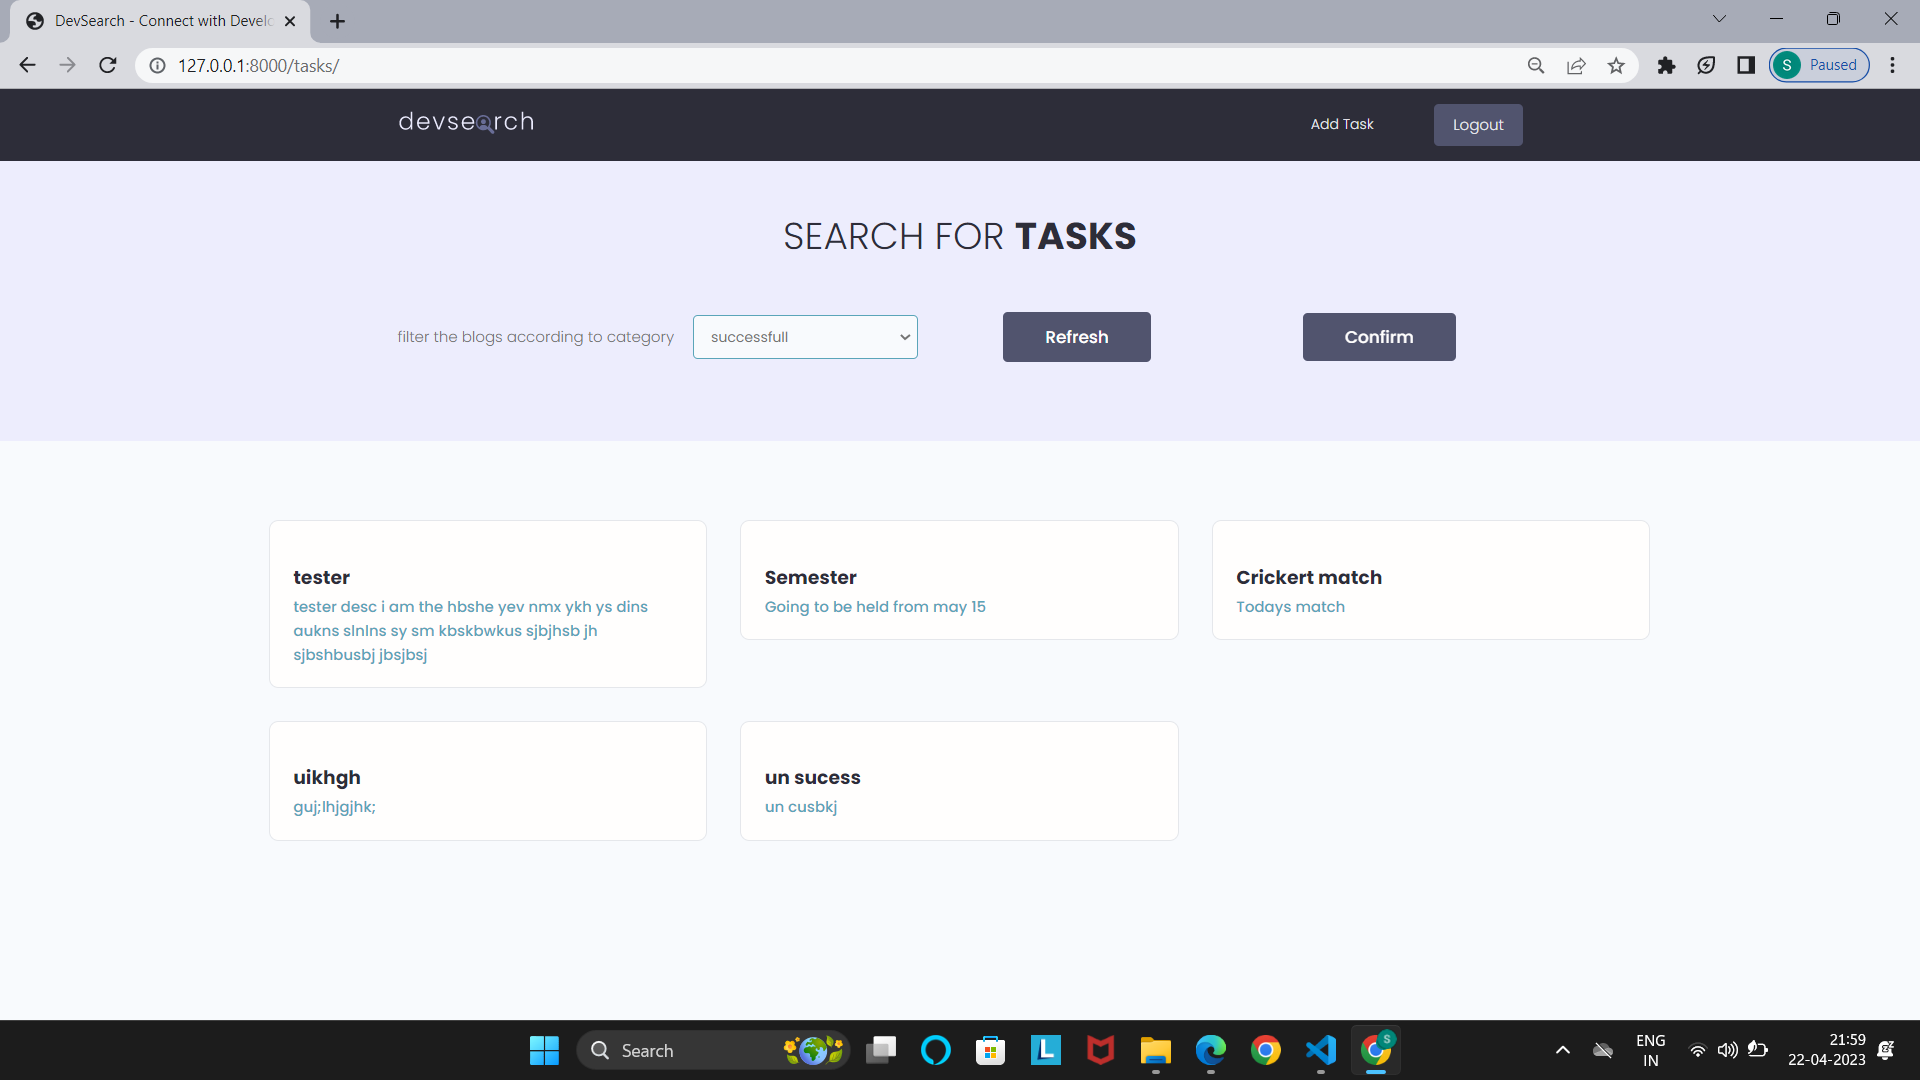 DevSearch - Connect with Develo
127.0.0.1:8000/tasks/
S Paused
devsearch
Add Task
Logout
SEARCH FOR TASKS
filter the blogs according to category
successfull
Refresh
Confirm
tester
tester desc i am the hbshe yev nmx ykh ys dins
aukns slnlns sy sm kbskbwkus sjbjhsb jh
sjbshbusbj jbsjbsj
Semester
Going to be held from may 15
Crickert match
Todays match
uikhgh
guj;lhjgjhk;
un sucess
un cusbkj
Search
L
S
ENG
IN
21:59
22-04-2023